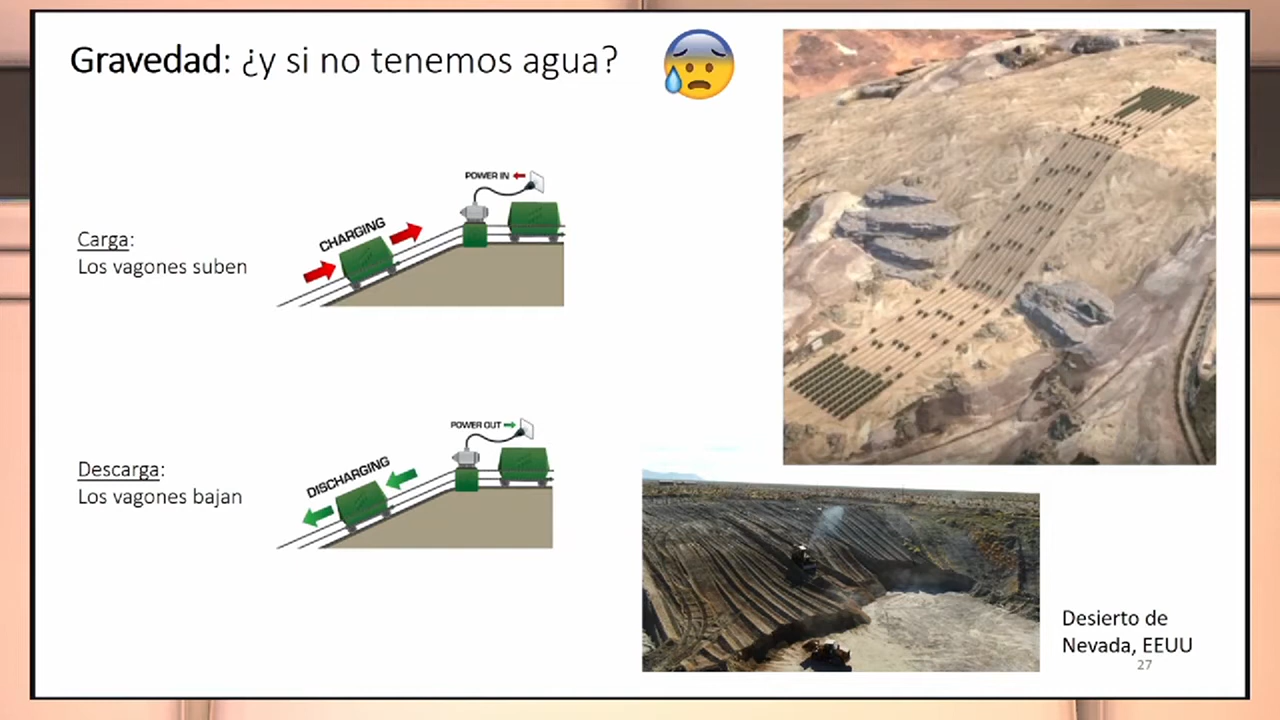 Gravedad: ¿y si no tenemos agua?
POWER IN
CHARGING
Carga:
Los vagones suben
POWER OUT
DISCHARGING
Descarga:
Los vagones bajan
Desierto de
Nevada, EEUU
27